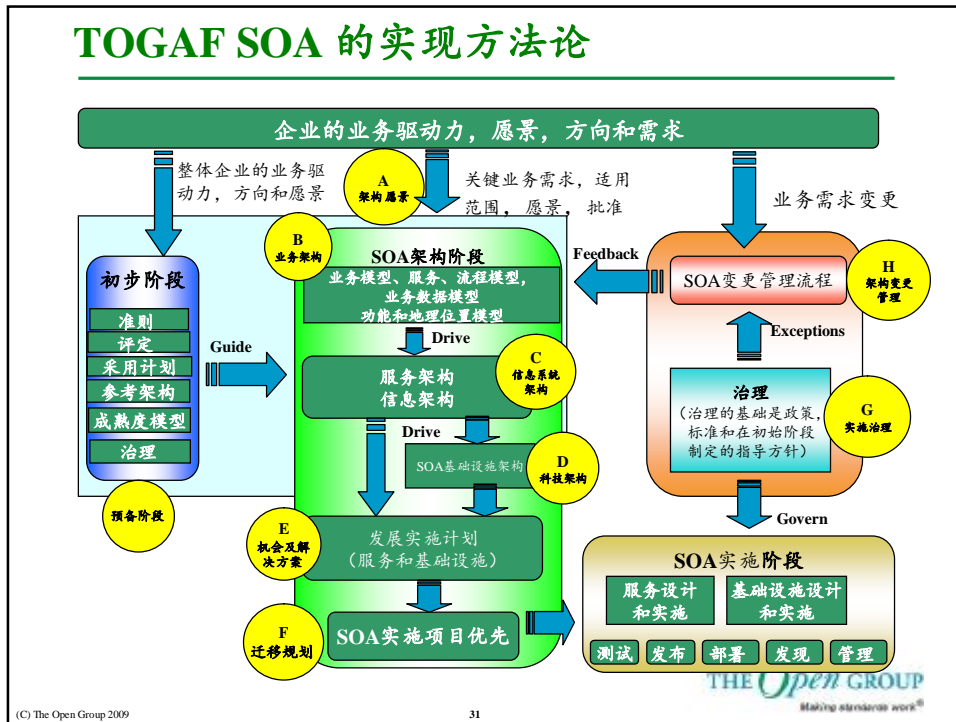 TOGAF SOA 的实现方法论
企业的业务驱动力，愿景，方向和需求
整体企业的业务驱
动力，方向和愿景
A
架构愿景
关键业务需求，适用
范围，愿景，批准
业务需求变更
B
业务架构
SOA架构阶段
业务模型、服务、流程模型，
业务数据模型
功能和地理位置模型
Feedback
SOA变更管理流程
H
架构变更
管理
初步阶段
准则
评定
采用计划
参考架构
成熟度模型
治理
Guide
Drive
C
信息系统
架构
服务架构
信息架构
Exceptions
治理
（治理的基础是政策，
标准和在初始阶段
制定的指导方针）
G
实施治理
Drive
SOA基础设施架构
D
科技架构
预备阶段
E
机会及解
决方案
发展实施计划
（服务和基础设施）
Govern
SOA实施阶段
服务设计
和实施
基础设施设计
和实施
F
迁移规划
SOA实施项目优先
测试
发布
部署
发现
管理
THE Open GROUP
Making standards work®
(C) The Open Group 2009
31